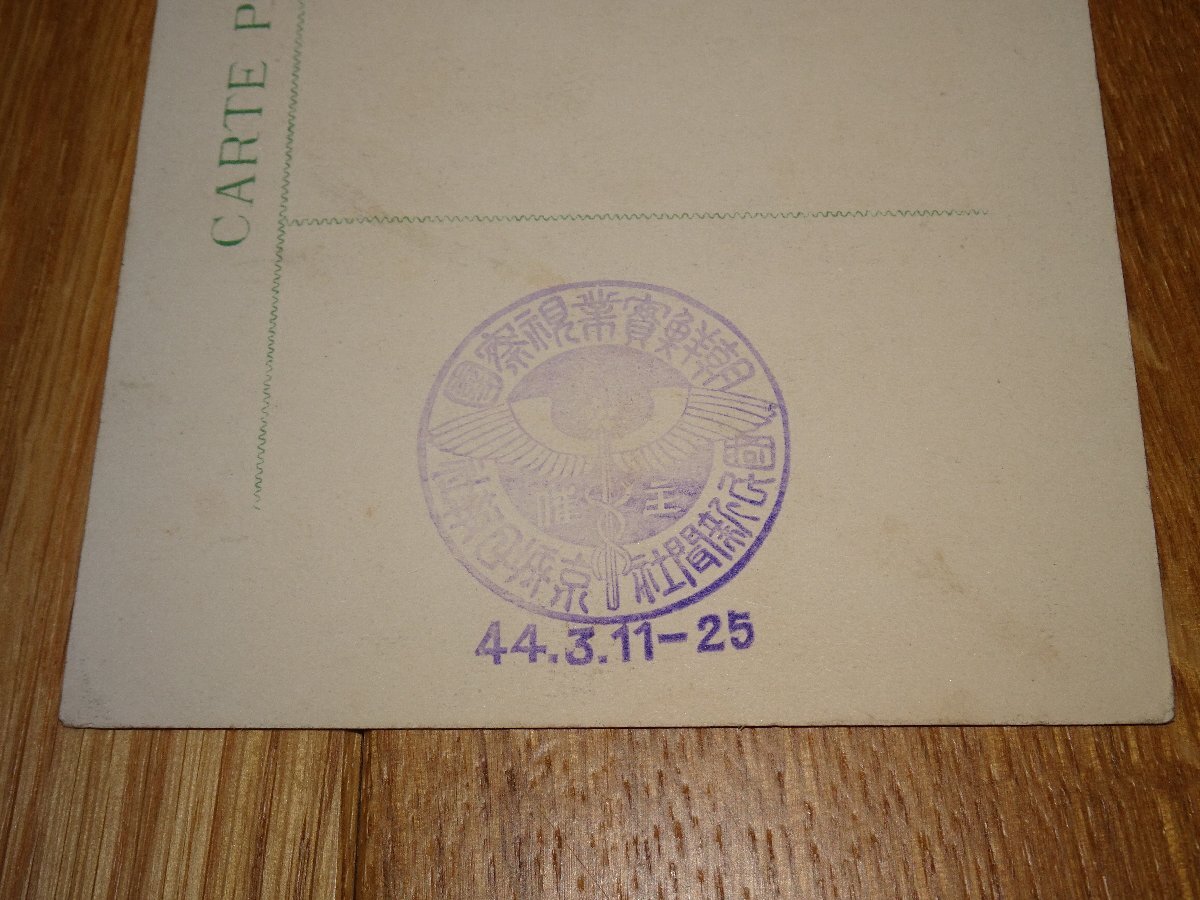 CARTE P
朝鮮實業視察團
國民新聞社
京城日報社
主催
44.3.11-25